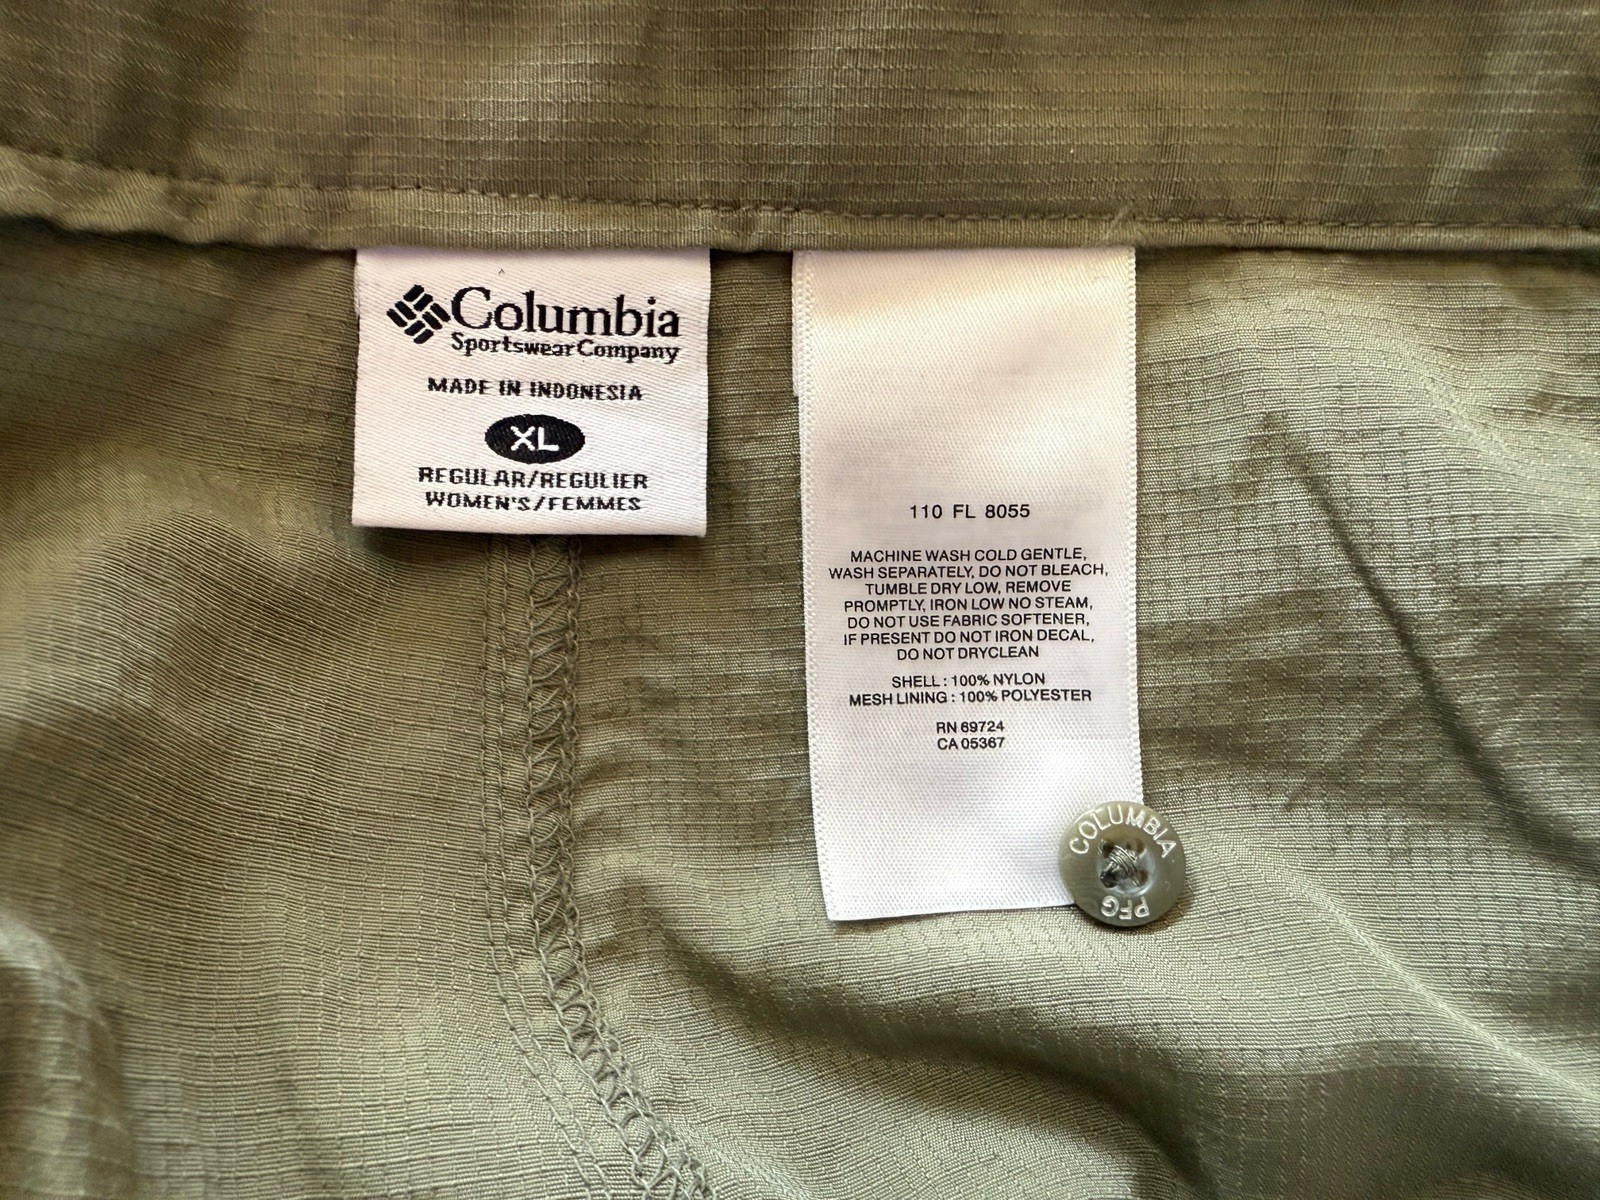 Columbia
Sportswear Company
MADE IN INDONESIA
XL
REGULAR/REGULIER
WOMEN'S/FEMMES
110 FL 8055
MACHINE WASH COLD GENTLE,
WASH SEPARATELY, DO NOT BLEACH,
TUMBLE DRY LOW, REMOVE
PROMPTLY, IRON LOW NO STEAM,
DO NOT USE FABRIC SOFTENER,
IF PRESENT DO NOT IRON DECAL,
DO NOT DRYCLEAN
SHELL : 100% NYLON
MESH LINING : 100% POLYESTER
RN 69724
CA 05367
COLUMBIA
PFG